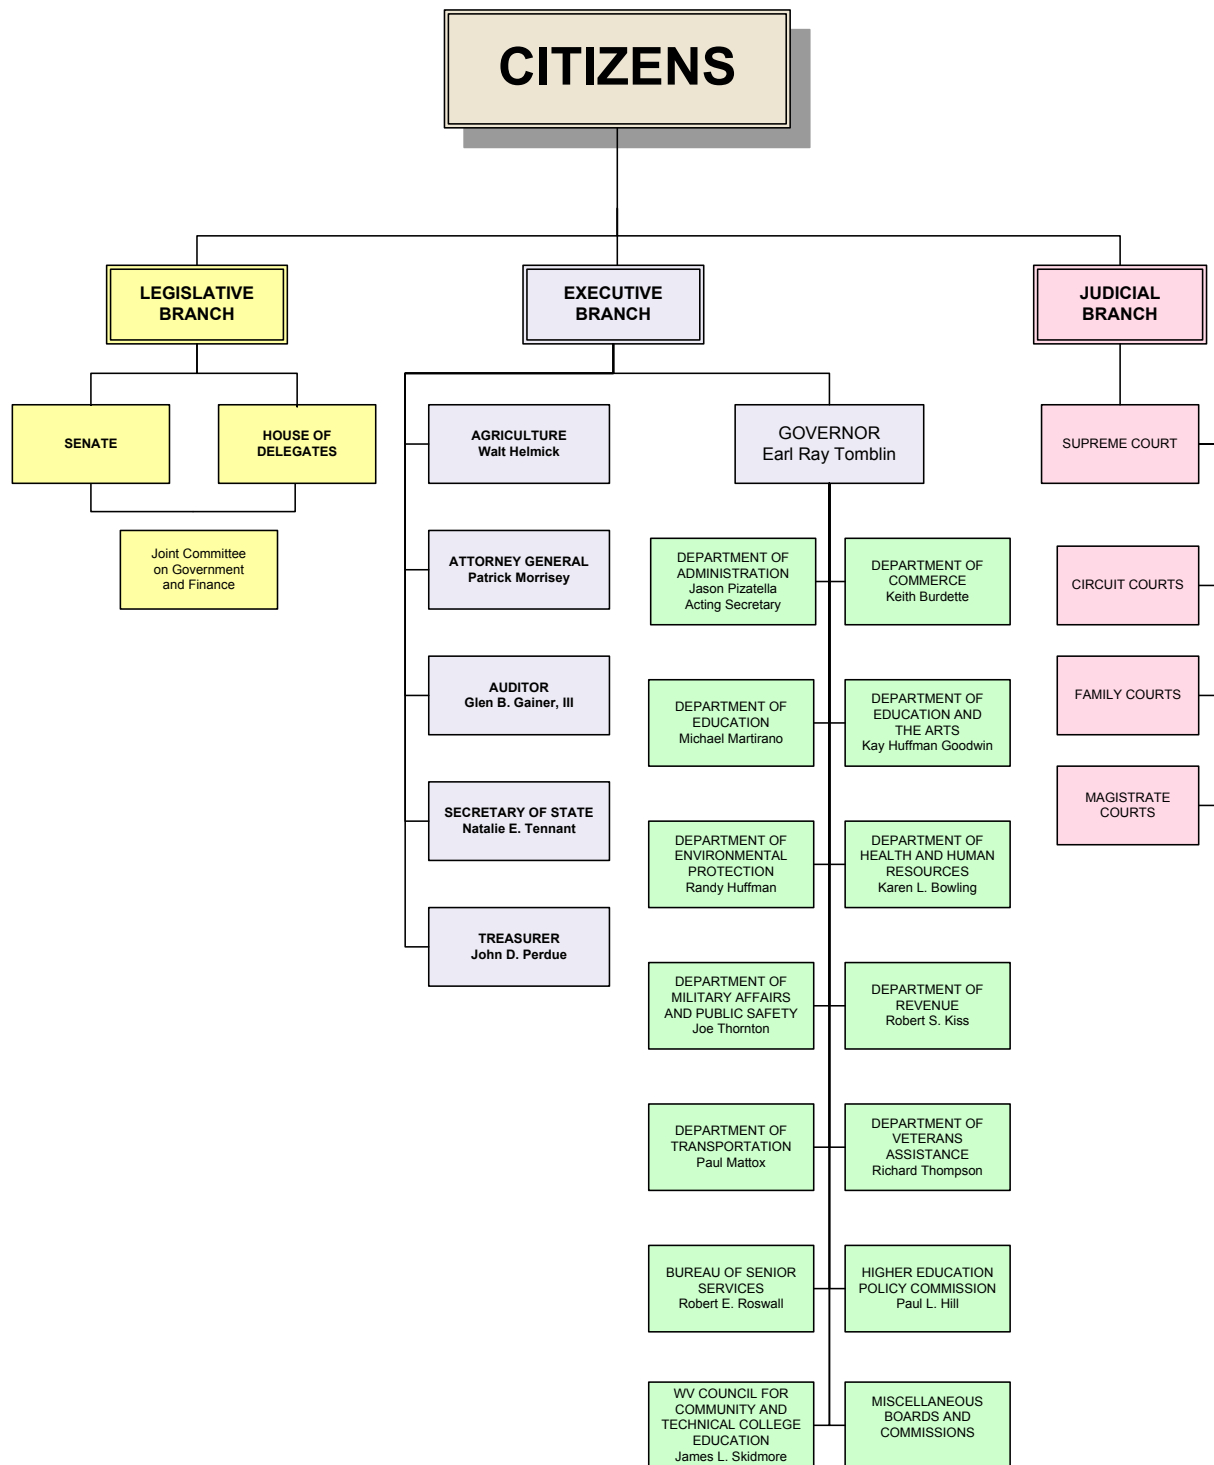 CITIZENS
LEGISLATIVE
BRANCH
EXECUTIVE
BRANCH
JUDICIAL
BRANCH
SENATE
HOUSE OF
DELEGATES
Joint Committee
on Government
and Finance
AGRICULTURE
Walt Helmick
ATTORNEY GENERAL
Patrick Morrisey
AUDITOR
Glen B. Gainer, III
SECRETARY OF STATE
Natalie E. Tennant
TREASURER
John D. Perdue
GOVERNOR
Earl Ray Tomblin
DEPARTMENT OF
ADMINISTRATION
Jason Pizatella
Acting Secretary
DEPARTMENT OF
COMMERCE
Keith Burdette
DEPARTMENT OF
EDUCATION
Michael Martirano
DEPARTMENT OF
EDUCATION AND
THE ARTS
Kay Huffman Goodwin
DEPARTMENT OF
ENVIRONMENTAL
PROTECTION
Randy Huffman
DEPARTMENT OF
HEALTH AND HUMAN
RESOURCES
Karen L. Bowling
DEPARTMENT OF
MILITARY AFFAIRS
AND PUBLIC SAFETY
Joe Thornton
DEPARTMENT OF
REVENUE
Robert S. Kiss
DEPARTMENT OF
TRANSPORTATION
Paul Mattox
DEPARTMENT OF
VETERANS
ASSISTANCE
Richard Thompson
BUREAU OF SENIOR
SERVICES
Robert E. Roswall
HIGHER EDUCATION
POLICY COMMISSION
Paul L. Hill
WV COUNCIL FOR
COMMUNITY AND
TECHNICAL COLLEGE
EDUCATION
James L. Skidmore
MISCELLANEOUS
BOARDS AND
COMMISSIONS
SUPREME COURT
CIRCUIT COURTS
FAMILY COURTS
MAGISTRATE
COURTS